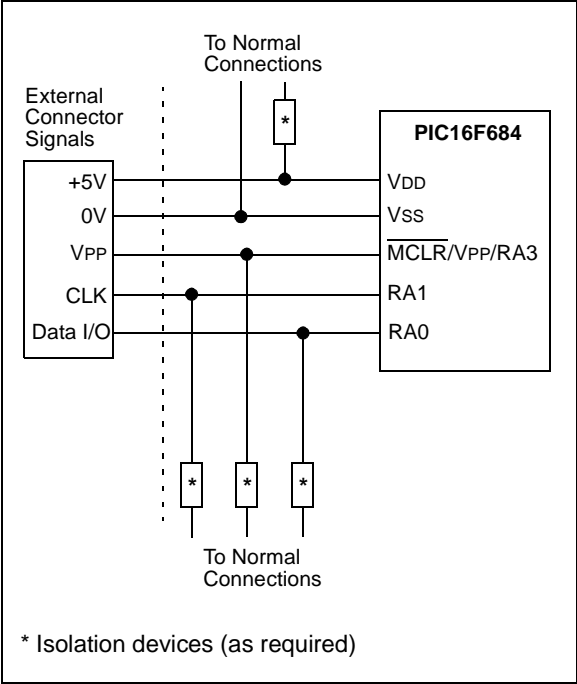 To Normal
Connections
External
Connector
Signals
*
PIC16F684
+5V
VDD
0V
VSS
VPP
MCLR/VPP/RA3
CLK
RA1
Data I/O
RA0
* * *
To Normal
Connections
* Isolation devices (as required)